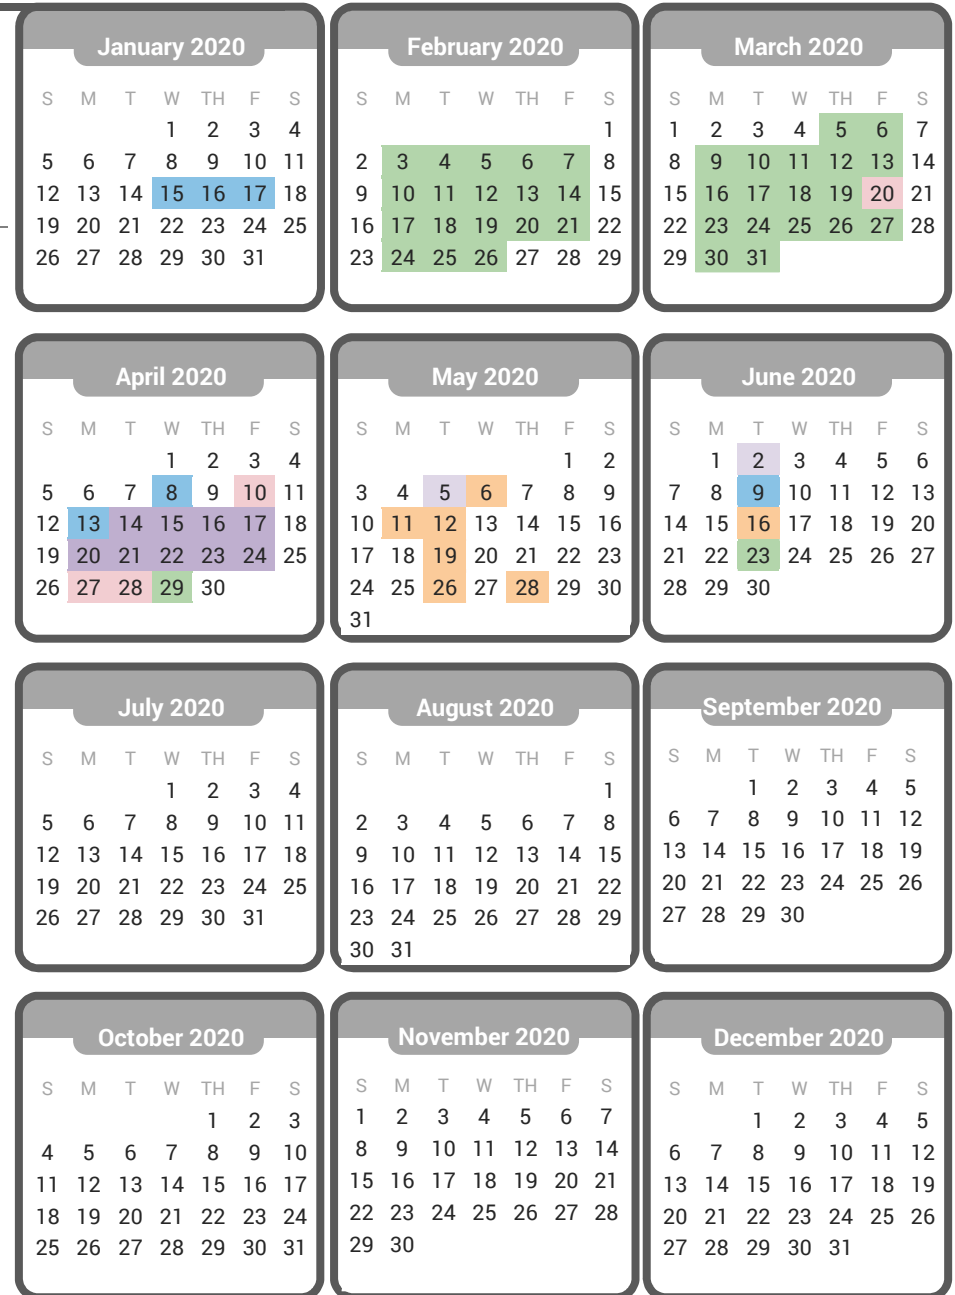 January 2020
S M T W TH F S
1 2 3 4
5 6 7 8 9 10 11
12 13 14 15 16 17 18
19 20 21 22 23 24 25
26 27 28 29 30 31
February 2020
S M T W TH F S
1
2 3 4 5 6 7 8
9 10 11 12 13 14 15
16 17 18 19 20 21 22
23 24 25 26 27 28 29
March 2020
S M T W TH F S
1 2 3 4 5 6 7
8 9 10 11 12 13 14
15 16 17 18 19 20 21
22 23 24 25 26 27 28
29 30 31
April 2020
S M T W TH F S
1 2 3 4
5 6 7 8 9 10 11
12 13 14 15 16 17 18
19 20 21 22 23 24 25
26 27 28 29 30
May 2020
S M T W TH F S
1 2
3 4 5 6 7 8 9
10 11 12 13 14 15 16
17 18 19 20 21 22 23
24 25 26 27 28 29 30
31
June 2020
S M T W TH F S
1 2 3 4 5 6
7 8 9 10 11 12 13
14 15 16 17 18 19 20
21 22 23 24 25 26 27
28 29 30
July 2020
S M T W TH F S
1 2 3 4
5 6 7 8 9 10 11
12 13 14 15 16 17 18
19 20 21 22 23 24 25
26 27 28 29 30 31
August 2020
S M T W TH F S
1
2 3 4 5 6 7 8
9 10 11 12 13 14 15
16 17 18 19 20 21 22
23 24 25 26 27 28 29
30 31
September 2020
S M T W TH F S
1 2 3 4 5
6 7 8 9 10 11 12
13 14 15 16 17 18 19
20 21 22 23 24 25 26
27 28 29 30
October 2020
S M T W TH F S
1 2 3
4 5 6 7 8 9 10
11 12 13 14 15 16 17
18 19 20 21 22 23 24
25 26 27 28 29 30 31
November 2020
S M T W TH F S
1 2 3 4 5 6 7
8 9 10 11 12 13 14
15 16 17 18 19 20 21
22 23 24 25 26 27 28
29 30
December 2020
S M T W TH F S
1 2 3 4 5
6 7 8 9 10 11 12
13 14 15 16 17 18 19
20 21 22 23 24 25 26
27 28 29 30 31